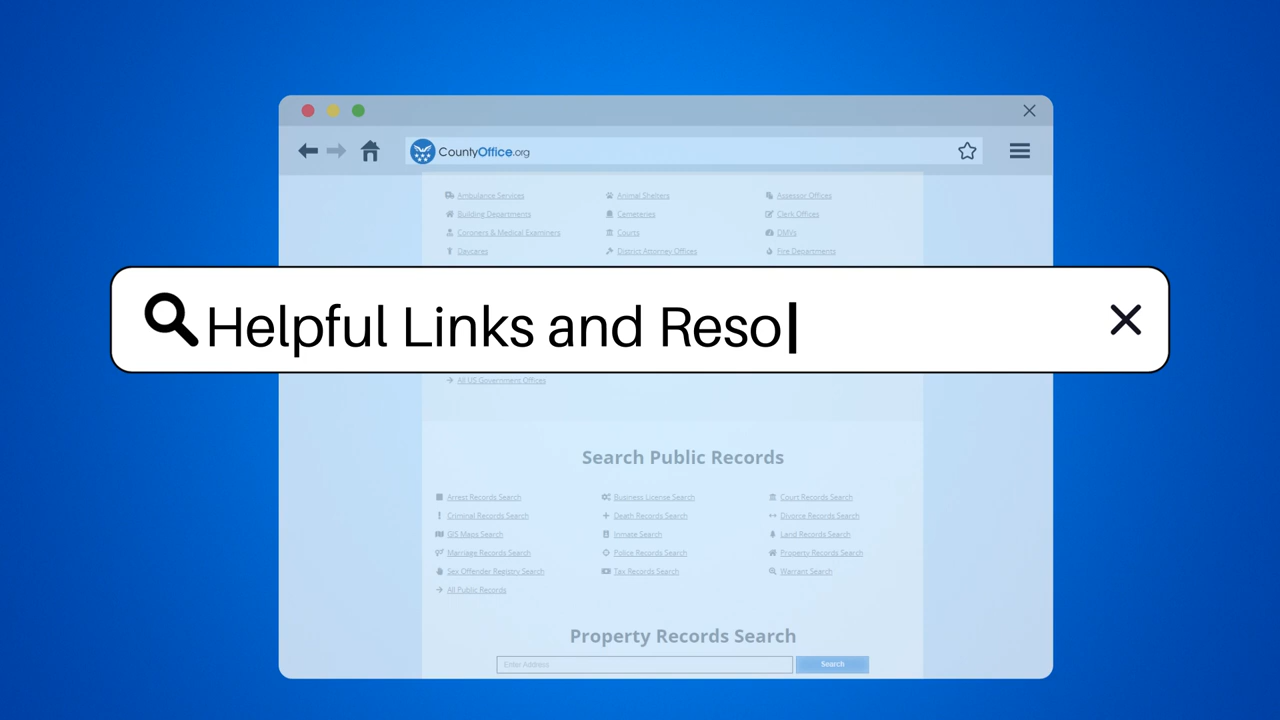 CountyOffice.org
Ambulance Services Animal Shelters Assessor Offices
Building Departments Cemeteries Clerk Offices
Coroners & Medical Examiners Courts DMVs
Daycares District Attorney Offices Fire Departments
Helpful Links and Reso
All US Government Offices
Search Public Records
Arrest Records Search Business License Search Court Records Search
Criminal Records Search Death Records Search Divorce Records Search
GIS Maps Search Inmate Search Land Records Search
Marriage Records Search Police Records Search Property Records Search
Sex Offender Registry Search Tax Records Search Warrant Search
All Public Records
Property Records Search
Enter Address Search